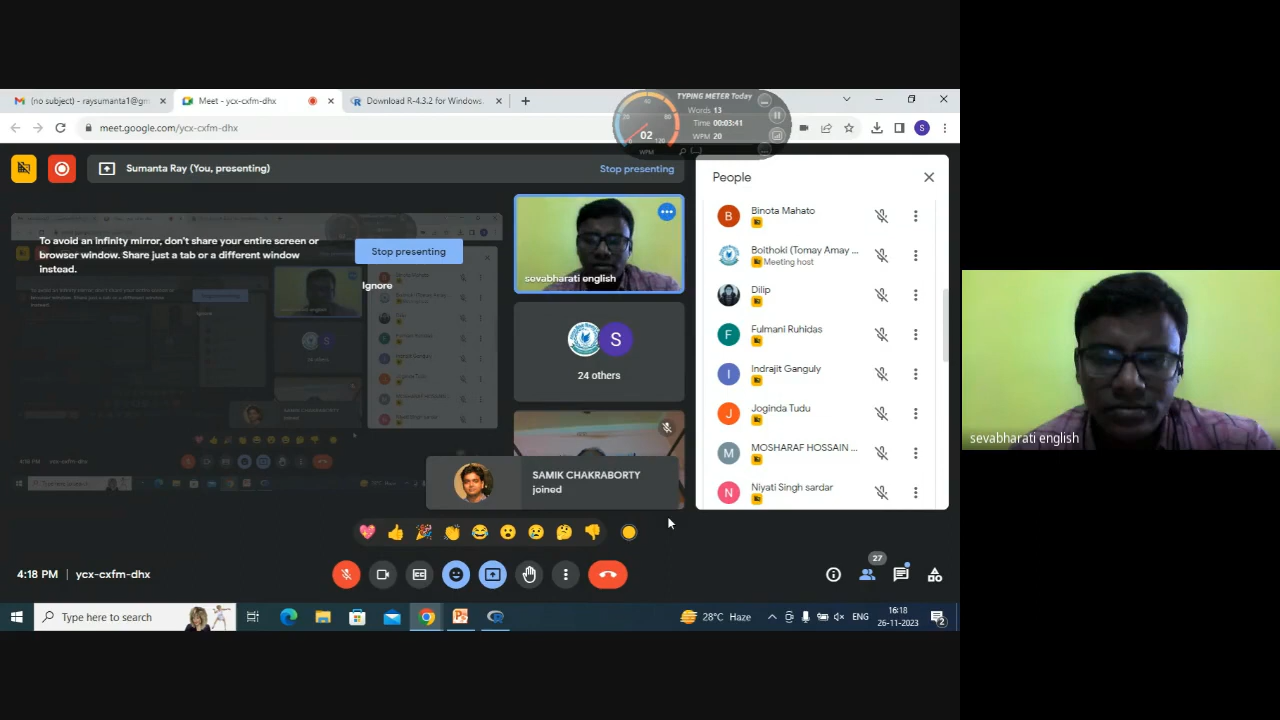 (no subject) - raysumanta1@gm
Meet - ycx-cxfm-dhx
Download R-4.3.2 for Windows.
TYPING METER Today
Words 13
Time 00:03:41
WPM 20
02
WPM
meet.google.com/ycx-cxfm-dhx
S
Sumanta Ray (You, presenting)
Stop presenting
People
To avoid an infinity mirror, don't share your entire screen or
browser window. Share just a tab or a different window
instead.
Stop presenting
Ignore
sevabharati english
S
24 others
SAMIK CHAKRABORTY
joined
B
Binota Mahato
Boithoki (Tomay Amay ...
Meeting host
Dilip
F
Fulmani Ruhidas
I
Indrajit Ganguly
J
Joginda Tudu
M
MOSHARAF HOSSAIN ...
N
Niyati Singh sardar
sevabharati english
4:18 PM | ycx-cxfm-dhx
27
Type here to search
28°C Haze
ENG
16:18
26-11-2023
2